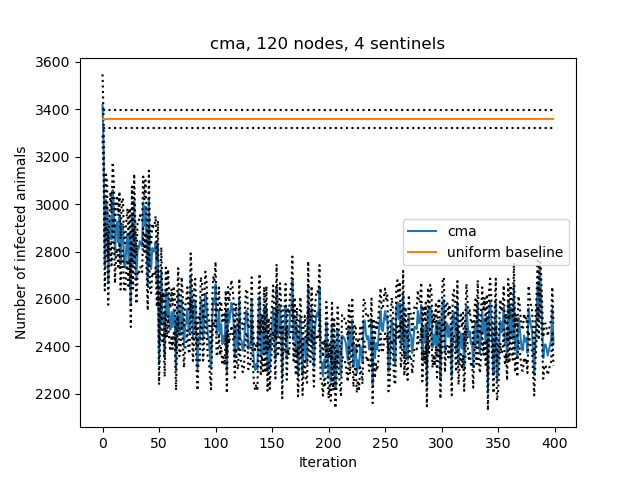 cma, 120 nodes, 4 sentinels
3600
3400
3200
3000
2800
2600
2400
2200
Number of infected animals
cma
uniform baseline
0 50 100 150 200 250 300 350 400
Iteration